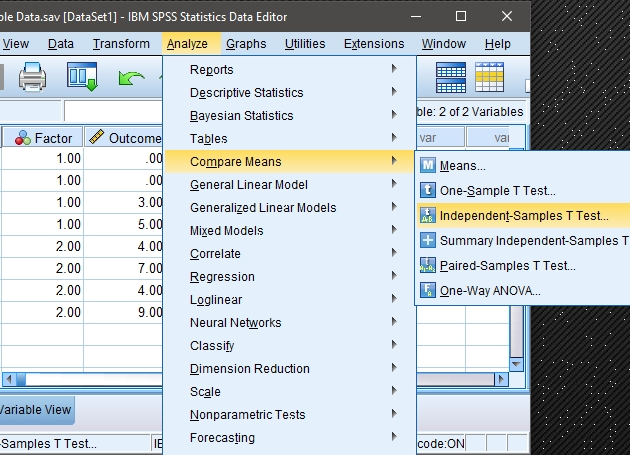 ble Data.sav [DataSet1] - IBM SPSS Statistics Data Editor
View Data Transform Analyze Graphs Utilities Extensions Window Help
ble: 2 of 2 Variables
Factor Outcome var var
1.00 .00
1.00 .00
1.00 3.00
1.00 5.00
2.00 4.00
2.00 7.00
2.00 4.00
2.00 9.00
Reports
Descriptive Statistics
Bayesian Statistics
Tables
Compare Means
General Linear Model
Generalized Linear Models
Mixed Models
Correlate
Regression
Loglinear
Neural Networks
Classify
Dimension Reduction
Scale
Nonparametric Tests
Forecasting
Means...
One-Sample T Test...
Independent-Samples T Test...
Summary Independent-Samples T
Paired-Samples T Test...
One-Way ANOVA...
Variable View
-Samples T Test... IB code:ON